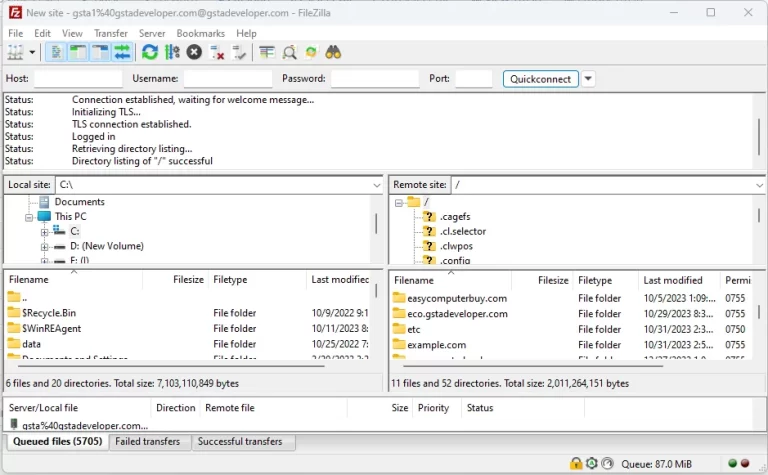 New site - gsta1%40gstadeveloper.com@gstadeveloper.com - FileZilla
File Edit View Transfer Server Bookmarks Help
Host: Username: Password: Port: Quickconnect
Status: Connection established, waiting for welcome message...
Status: Initializing TLS...
Status: TLS connection established.
Status: Logged in
Status: Retrieving directory listing...
Status: Directory listing of "/" successful
Local site: C:\
Documents
This PC
C:
D: (New Volume)
Remote site: /
/
.cagefs
.cl.selector
.clwpos
.config
Filename Filesize Filetype Last modified
..
$Recycle.Bin File folder 10/9/2022 9:...
$WinREAgent File folder 10/11/2023 8:...
data File folder 10/25/2022 7:...
Documents and Settings File folder
6 files and 20 directories. Total size: 7,103,110,849 bytes
Filename Filesize Filetype Last modified Permi
easycomputerbuy.com File folder 10/5/2023 1:09:... 0755
eco.gstadeveloper.com File folder 10/29/2023 8:3... 0755
etc File folder 10/31/2023 2:3... 0750
example.com File folder 10/31/2023 2:5... 0755
11 files and 52 directories. Total size: 2,011,264,151 bytes
Server/Local file Direction Remote file Size Priority Status
gsta%40gstadeveloper.com...
Queued files (5705) Failed transfers Successful transfers
Queue: 87.0 MiB